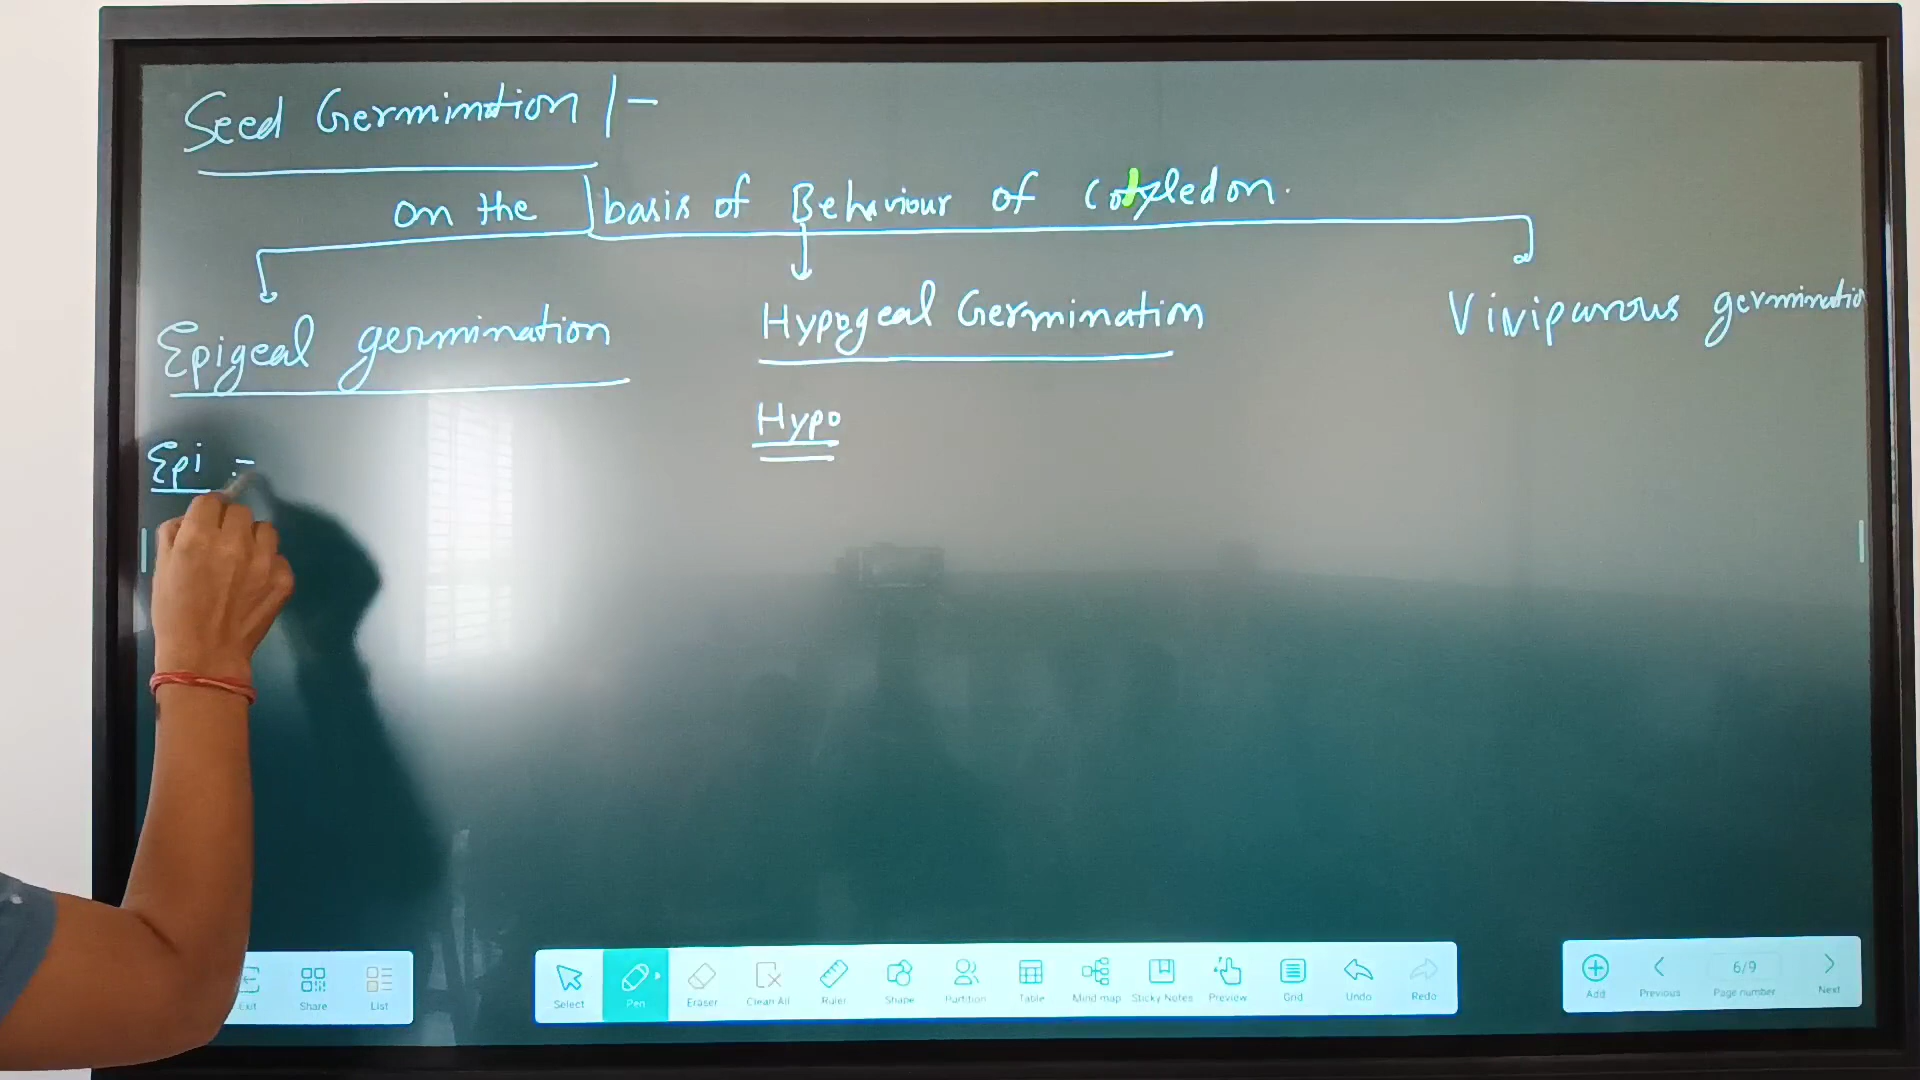 Seed Germination :-
on the basis of Behaviour of Cotyledon.
Epigeal germination
Hypogeal Germination
Viviparous germination
Hypo
Epi :-
Exit
Share
List
Select
Pen
Eraser
Clean All
Ruler
Shape
Partition
Table
Mind map
Sticky Notes
Preview
Grid
Undo
Redo
Add
Previous
6/9
Page number
Next